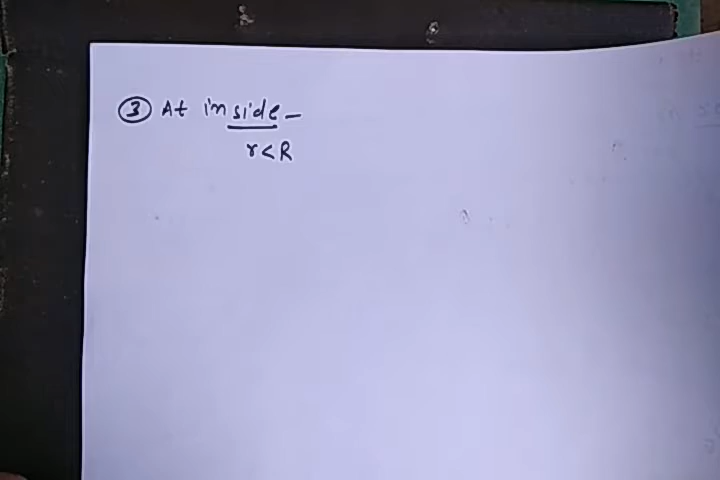 ③ At inside -
r<R